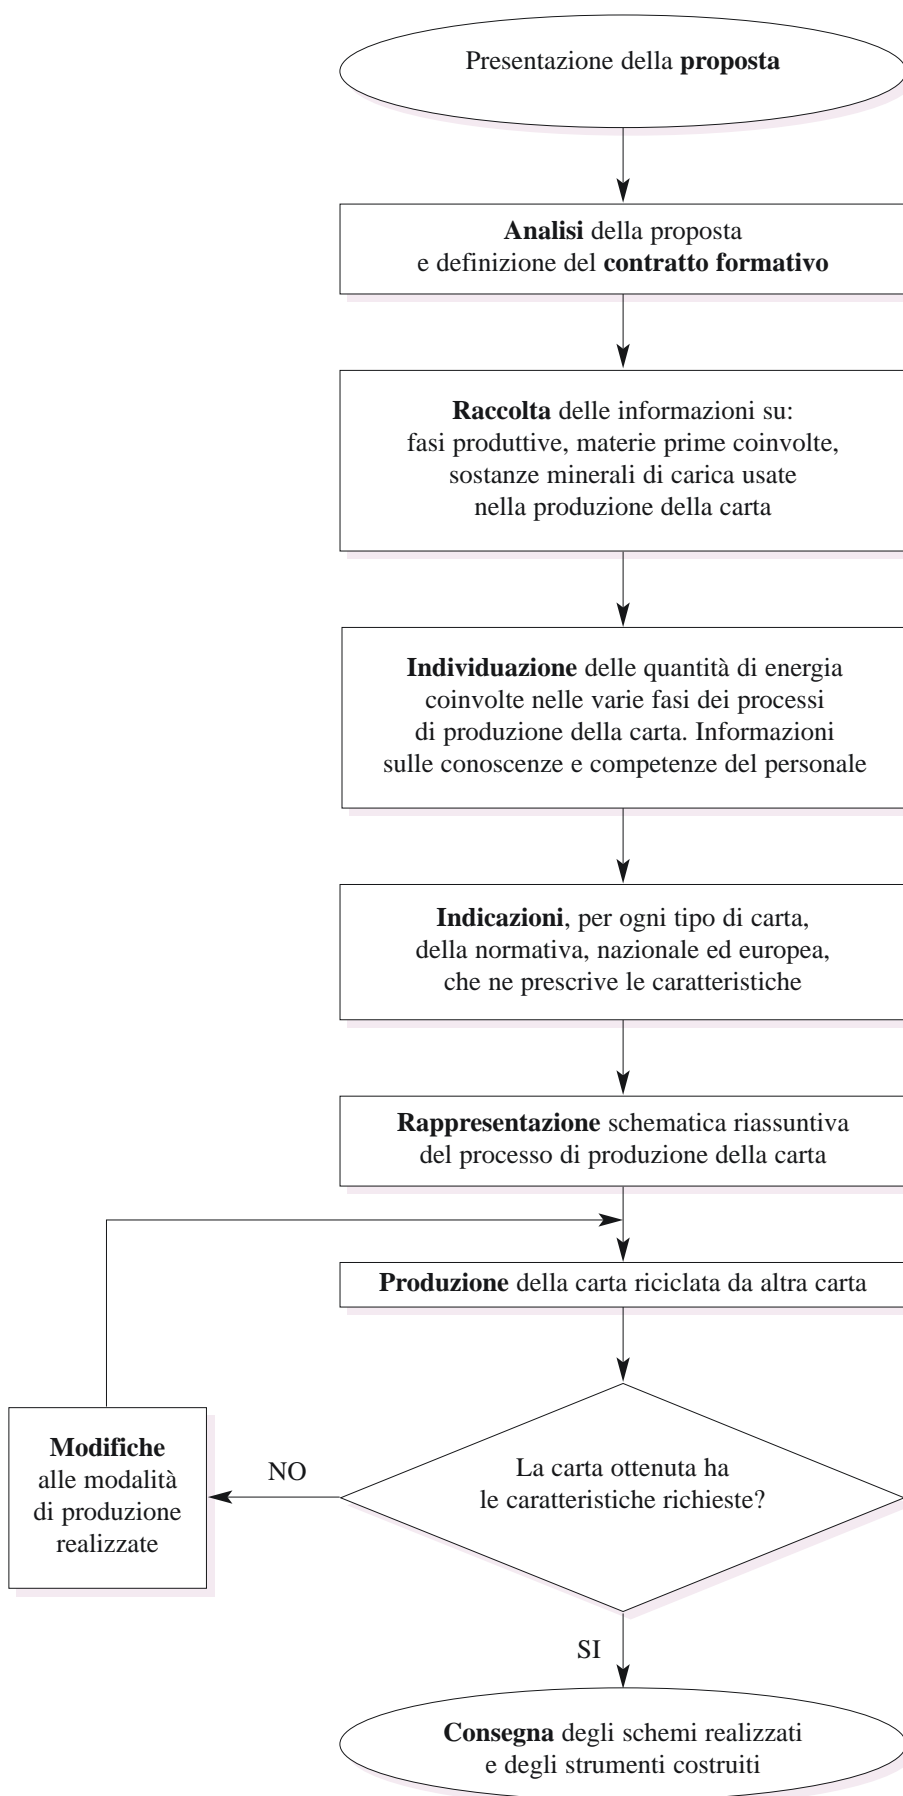 Presentazione della proposta
Analisi della proposta
e definizione del contratto formativo
Raccolta delle informazioni su:
fasi produttive, materie prime coinvolte,
sostanze minerali di carica usate
nella produzione della carta
Individuazione delle quantità di energia
coinvolte nelle varie fasi dei processi
di produzione della carta. Informazioni
sulle conoscenze e competenze del personale
Indicazioni, per ogni tipo di carta,
della normativa, nazionale ed europea,
che ne prescrive le caratteristiche
Rappresentazione schematica riassuntiva
del processo di produzione della carta
Produzione della carta riciclata da altra carta
La carta ottenuta ha
le caratteristiche richieste?
NO
Modifiche
alle modalità
di produzione
realizzate
SI
Consegna degli schemi realizzati
e degli strumenti costruiti